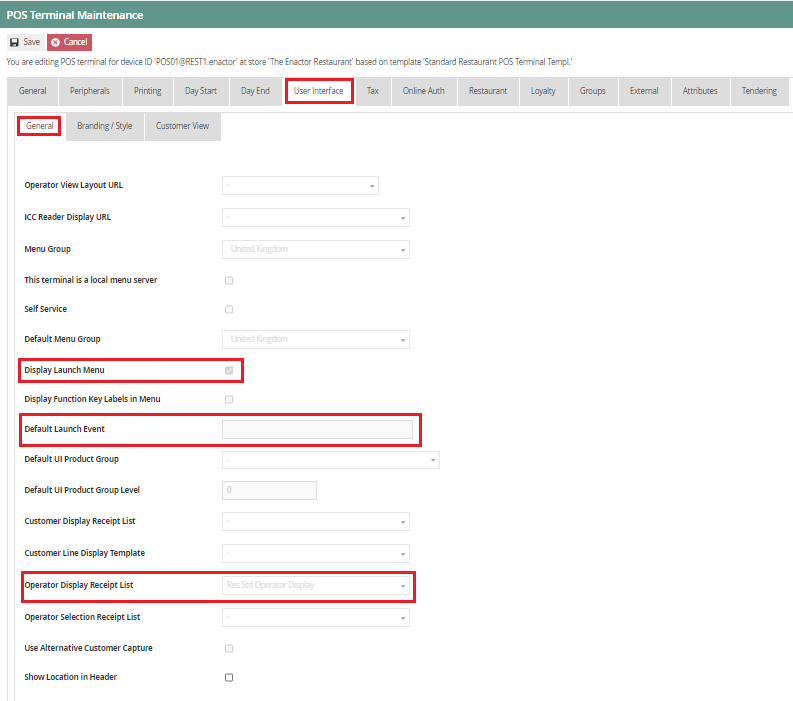 POS Terminal Maintenance
Save Cancel
You are editing POS terminal for device ID 'POS01@REST1.enactor' at store 'The Enactor Restaurant' based on template 'Standard Restaurant POS Terminal Templ.'
General Peripherals Printing Day Start Day End User Interface Tax Online Auth Restaurant Loyalty Groups External Attributes Tendering
General Branding / Style Customer View
Operator View Layout URL -
ICC Reader Display URL -
Menu Group United Kingdom
This terminal is a local menu server
Self Service
Default Menu Group United Kingdom
Display Launch Menu
Display Function Key Labels in Menu
Default Launch Event
Default UI Product Group -
Default UI Product Group Level 0
Customer Display Receipt List -
Customer Line Display Template -
Operator Display Receipt List Res Std Operator Display
Operator Selection Receipt List -
Use Alternative Customer Capture
Show Location in Header